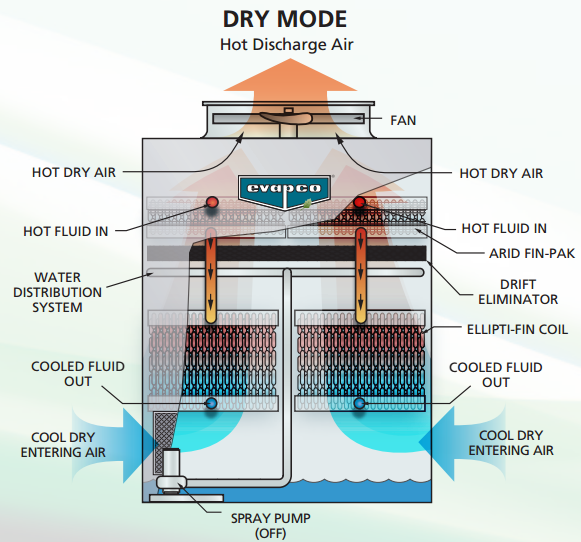 DRY MODE
Hot Discharge Air
FAN
HOT DRY AIR
HOT DRY AIR
evapco
HOT FLUID IN
HOT FLUID IN
ARID FIN-PAK
WATER
DISTRIBUTION
SYSTEM
DRIFT
ELIMINATOR
ELLIPTI-FIN COIL
COOLED FLUID
OUT
COOLED FLUID
OUT
COOL DRY
ENTERING AIR
COOL DRY
ENTERING AIR
SPRAY PUMP
(OFF)